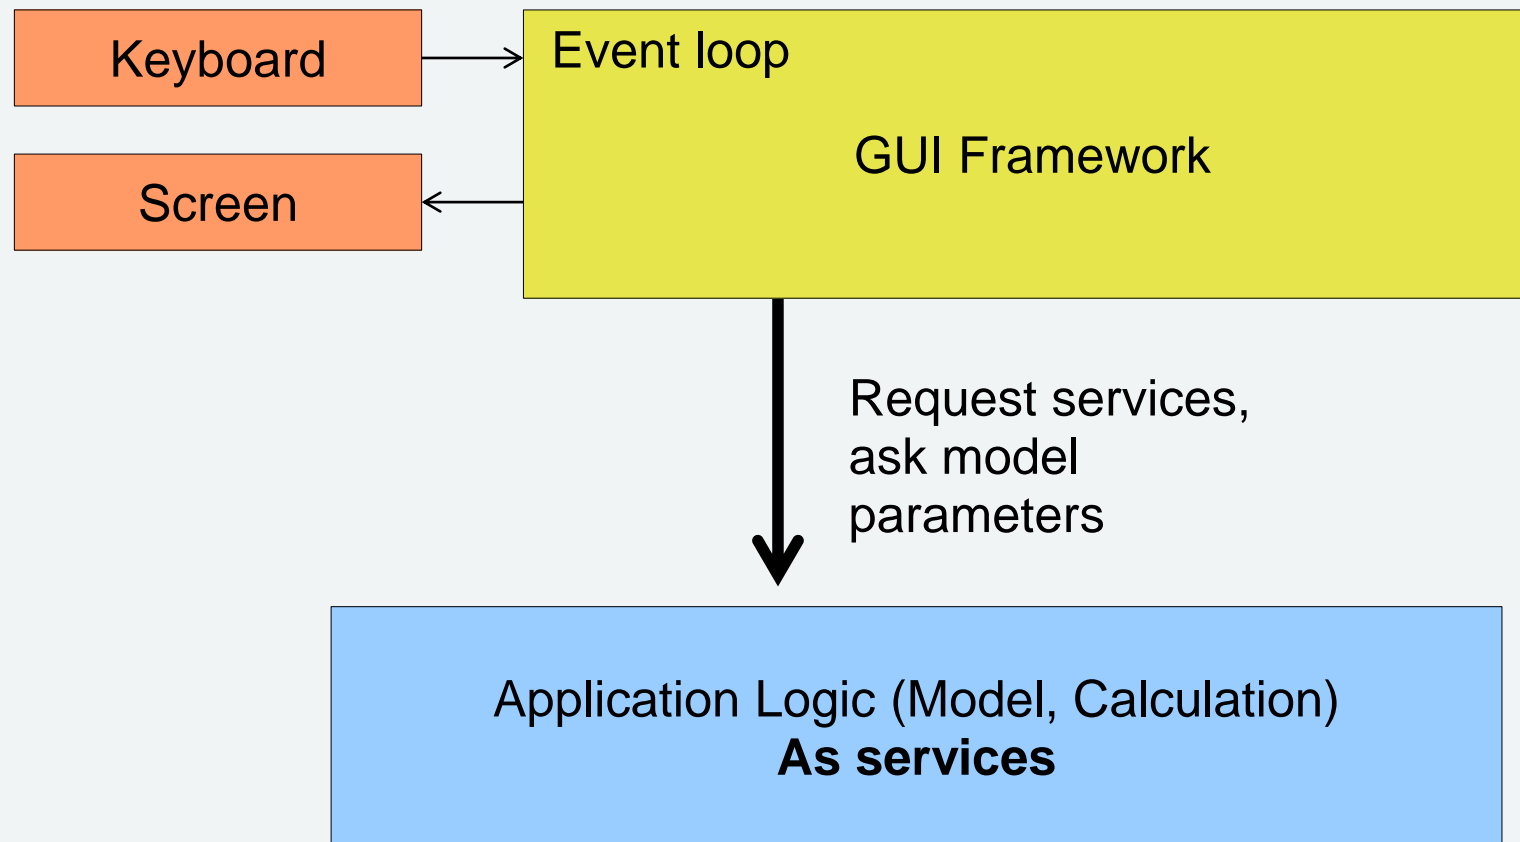 Keyboard
Event loop
GUI Framework
Screen
Request services,
ask model
parameters
Application Logic (Model, Calculation)
As services